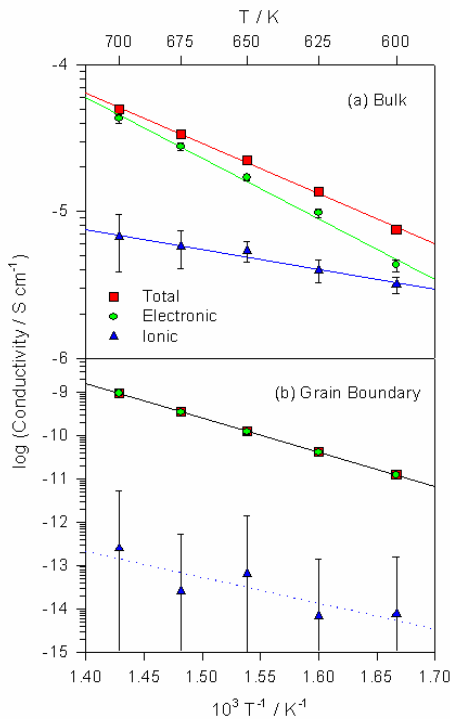 T / K
700 675 650 625 600
-4
(a) Bulk
-5
Total
Electronic
Ionic
-6
(b) Grain Boundary
-9
-10
-11
-12
-13
-14
-15
log (Conductivity / S cm⁻¹)
1.40 1.45 1.50 1.55 1.60 1.65 1.70
10³ T⁻¹ / K⁻¹